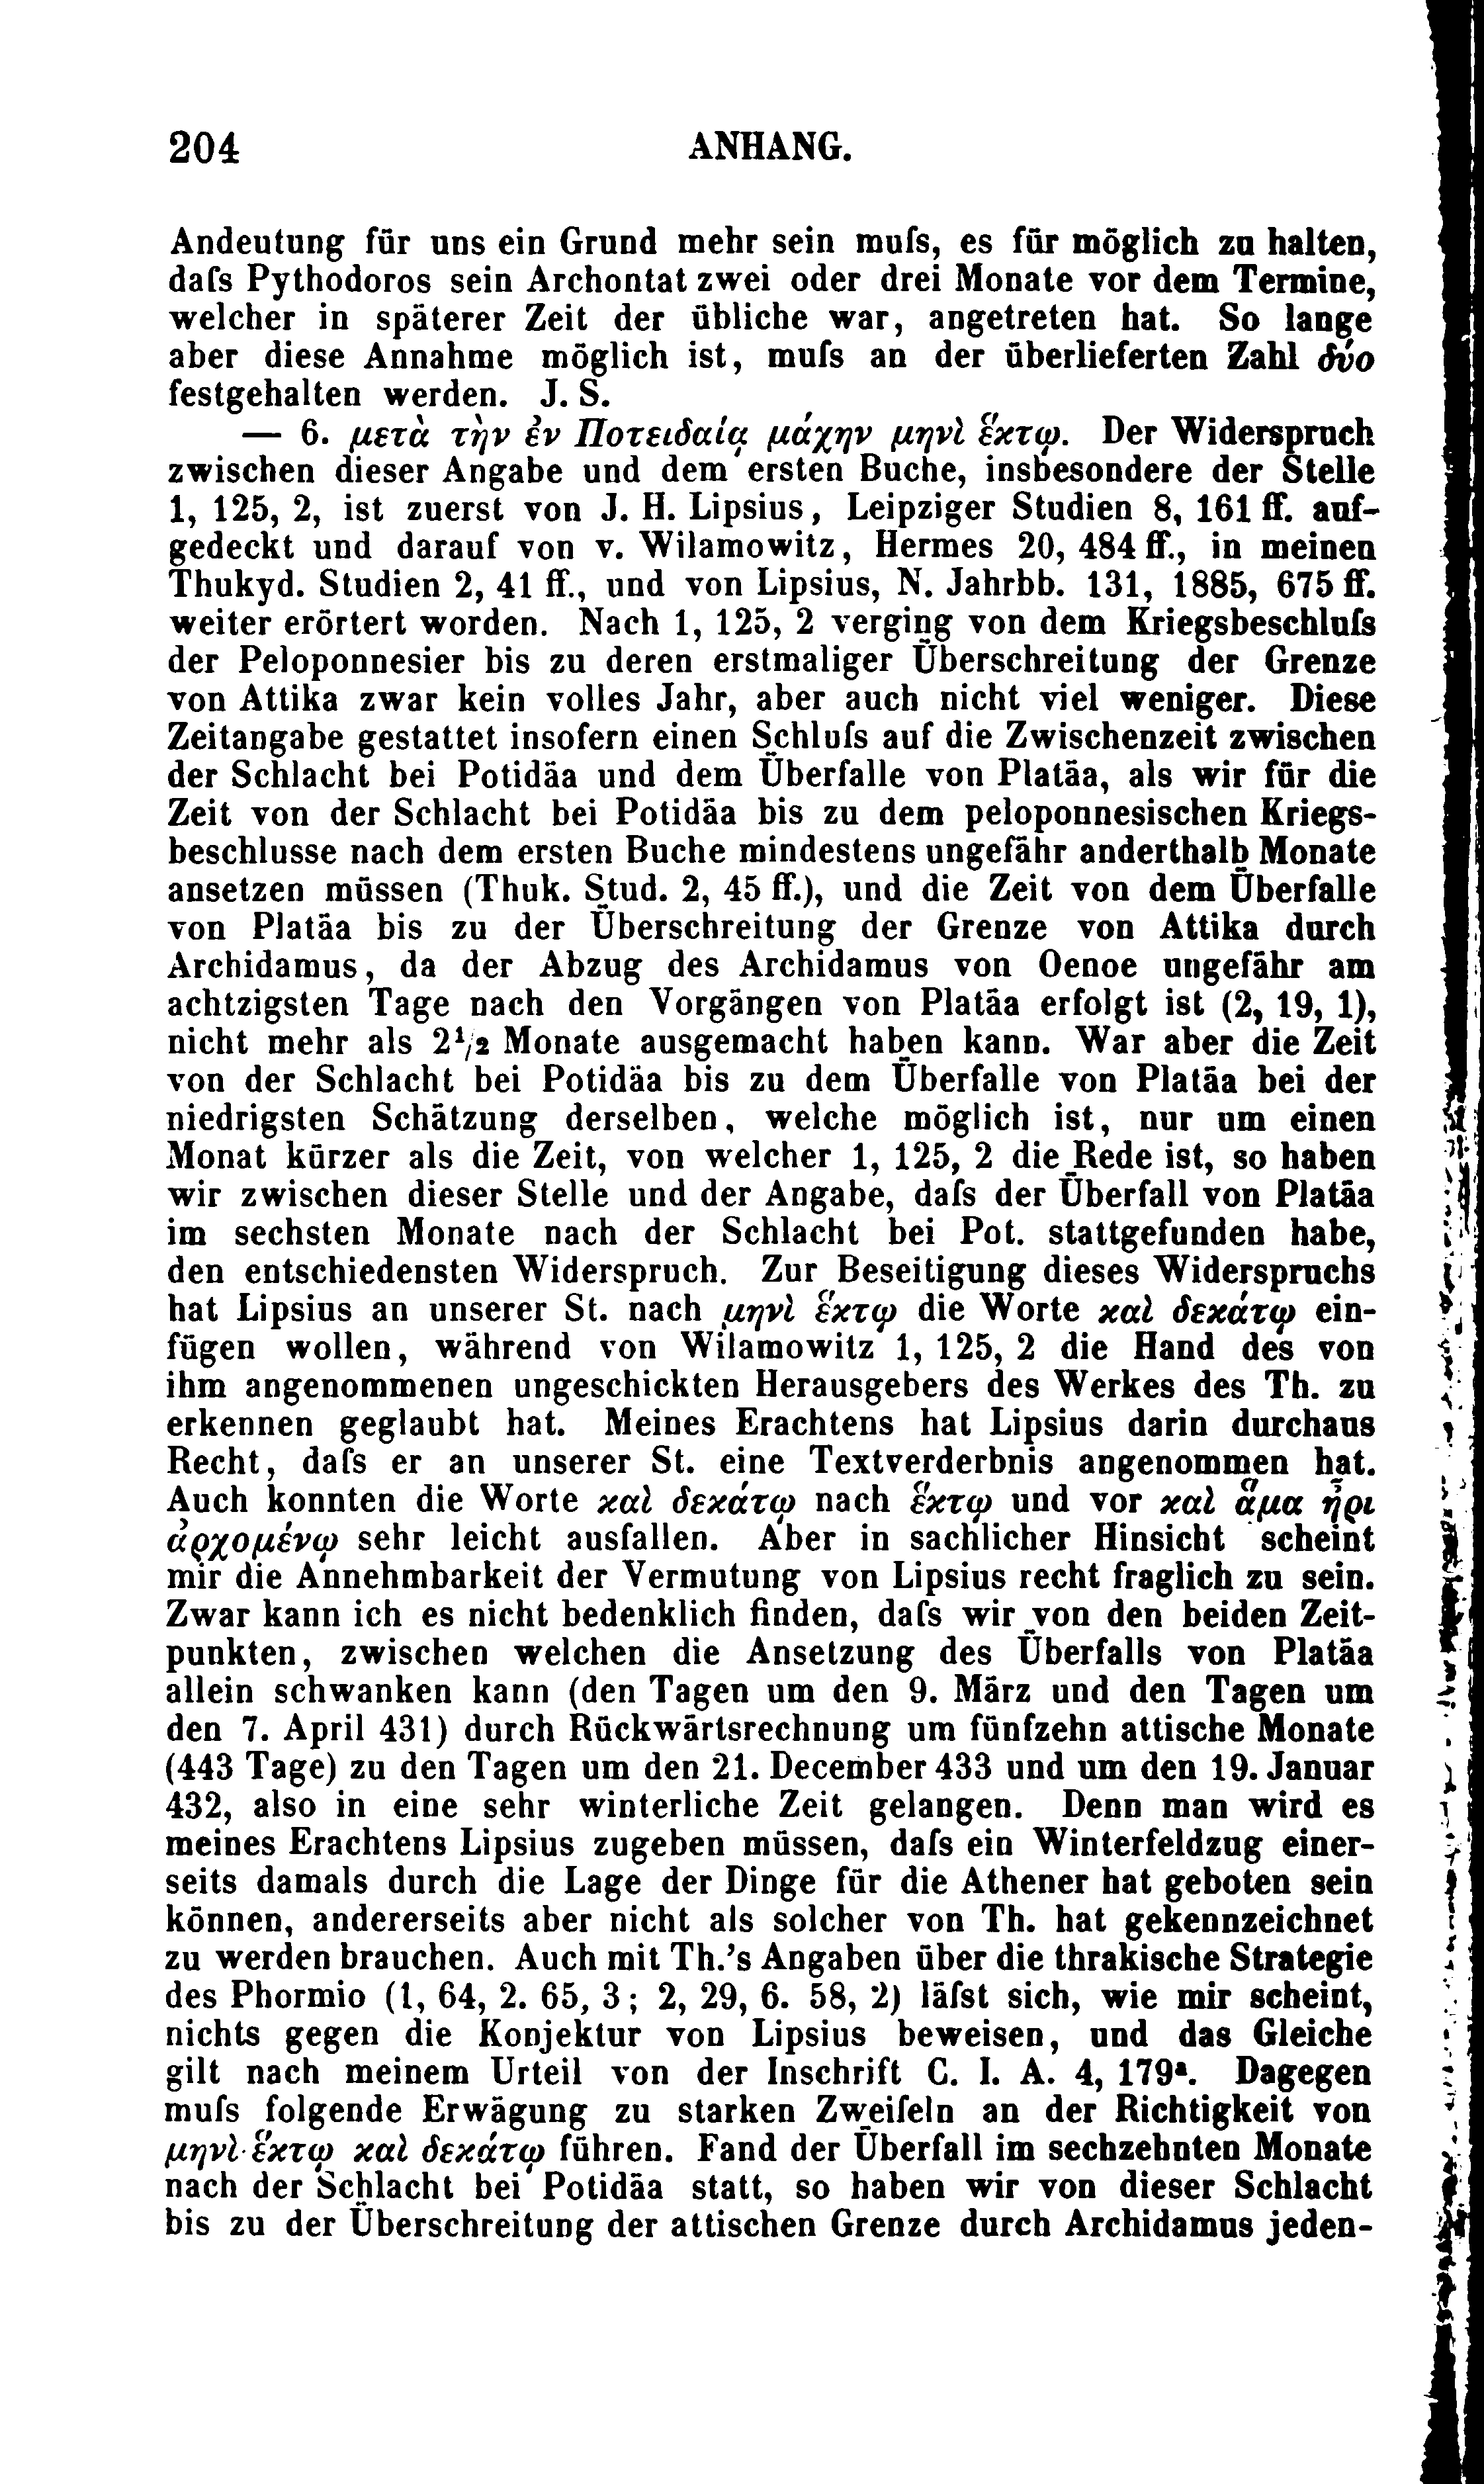 204 ANHANG.
Andeutung für uns ein Grund mehr sein muſs, es für möglich zu halten,
daſs Pythodoros sein Archontat zwei oder drei Monate vor dem Termine,
welcher in späterer Zeit der übliche war, angetreten hat. So lange
aber diese Annahme möglich ist, muſs an der überlieferten Zahl δύο
festgehalten werden. J. S.
— 6. μετὰ τὴν ἐν Ποτειδαίᾳ μάχην μηνὶ ἕκτῳ. Der Widerspruch
zwischen dieser Angabe und dem ersten Buche, insbesondere der Stelle
1, 125, 2, ist zuerst von J. H. Lipsius, Leipziger Studien 8, 161 ff. auf-
gedeckt und darauf von v. Wilamowitz, Hermes 20, 484 ff., in meinen
Thukyd. Studien 2, 41 ff., und von Lipsius, N. Jahrbb. 131, 1885, 675 ff.
weiter erörtert worden. Nach 1, 125, 2 verging von dem Kriegsbeschluſs
der Peloponnesier bis zu deren erstmaliger Überschreitung der Grenze
von Attika zwar kein volles Jahr, aber auch nicht viel weniger. Diese
Zeitangabe gestattet insofern einen Schluſs auf die Zwischenzeit zwischen
der Schlacht bei Potidäa und dem Überfalle von Platäa, als wir für die
Zeit von der Schlacht bei Potidäa bis zu dem peloponnesischen Kriegs-
beschlusse nach dem ersten Buche mindestens ungefähr anderthalb Monate
ansetzen müssen (Thuk. Stud. 2, 45 ff.), und die Zeit von dem Überfalle
von Platäa bis zu der Überschreitung der Grenze von Attika durch
Archidamus, da der Abzug des Archidamus von Oenoe ungefähr am
achtzigsten Tage nach den Vorgängen von Platäa erfolgt ist (2, 19, 1),
nicht mehr als 2¹/₂ Monate ausgemacht haben kann. War aber die Zeit
von der Schlacht bei Potidäa bis zu dem Überfalle von Platäa bei der
niedrigsten Schätzung derselben, welche möglich ist, nur um einen
Monat kürzer als die Zeit, von welcher 1, 125, 2 die Rede ist, so haben
wir zwischen dieser Stelle und der Angabe, daſs der Überfall von Platäa
im sechsten Monate nach der Schlacht bei Pot. stattgefunden habe,
den entschiedensten Widerspruch. Zur Beseitigung dieses Widerspruchs
hat Lipsius an unserer St. nach μηνὶ ἕκτῳ die Worte καὶ δεκάτῳ ein-
fügen wollen, während von Wilamowitz 1, 125, 2 die Hand des von
ihm angenommenen ungeschickten Herausgebers des Werkes des Th. zu
erkennen geglaubt hat. Meines Erachtens hat Lipsius darin durchaus
Recht, daſs er an unserer St. eine Textverderbnis angenommen hat.
Auch konnten die Worte καὶ δεκάτῳ nach ἕκτῳ und vor καὶ ἅμα ἦρι
ἀρχομένῳ sehr leicht ausfallen. Aber in sachlicher Hinsicht scheint
mir die Annehmbarkeit der Vermutung von Lipsius recht fraglich zu sein.
Zwar kann ich es nicht bedenklich finden, daſs wir von den beiden Zeit-
punkten, zwischen welchen die Ansetzung des Überfalls von Platäa
allein schwanken kann (den Tagen um den 9. März und den Tagen um
den 7. April 431) durch Rückwärtsrechnung um fünfzehn attische Monate
(443 Tage) zu den Tagen um den 21. December 433 und um den 19. Januar
432, also in eine sehr winterliche Zeit gelangen. Denn man wird es
meines Erachtens Lipsius zugeben müssen, daſs ein Winterfeldzug einer-
seits damals durch die Lage der Dinge für die Athener hat geboten sein
können, andererseits aber nicht als solcher von Th. hat gekennzeichnet
zu werden brauchen. Auch mit Th.'s Angaben über die thrakische Strategie
des Phormio (1, 64, 2. 65, 3; 2, 29, 6. 58, 2) läſst sich, wie mir scheint,
nichts gegen die Konjektur von Lipsius beweisen, und das Gleiche
gilt nach meinem Urteil von der Inschrift C. I. A. 4, 179ᵃ. Dagegen
muſs folgende Erwägung zu starken Zweifeln an der Richtigkeit von
μηνὶ ἕκτῳ καὶ δεκάτῳ führen. Fand der Überfall im sechzehnten Monate
nach der Schlacht bei Potidäa statt, so haben wir von dieser Schlacht
bis zu der Überschreitung der attischen Grenze durch Archidamus jeden-